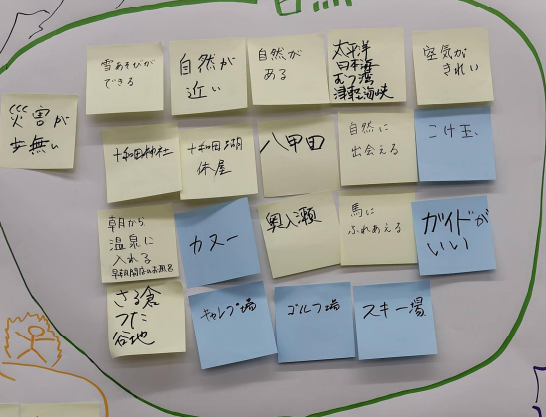 雪あそびが
できる
自然が
近い
自然が
ある
太平洋
日本海
むつ湾
津軽海峡
空気が
きれい
災害が
歩無い
十和田神社
十和田湖
休屋
八甲田
自然に
出会える
こけ玉、
朝から
温泉に
入れる
早朝開店のお風呂
カヌー
奥入瀬
馬に
ふれあえる
ガイドが
いい
さる倉
つた
谷地
キャンプ場
ゴルフ場
スキー場